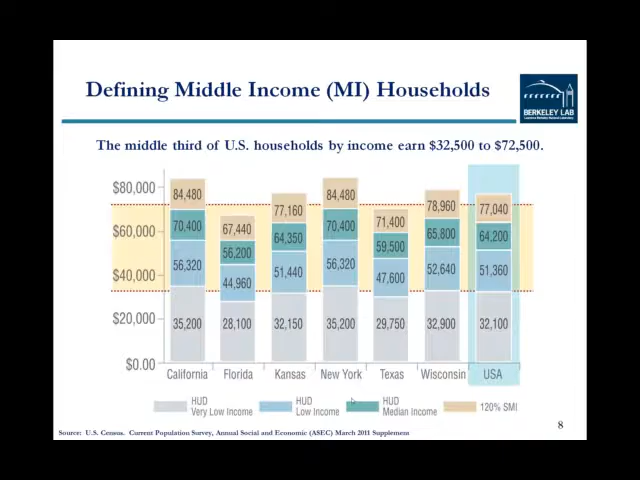 Defining Middle Income (MI) Households
BERKELEY LAB
The middle third of U.S. households by income earn $32,500 to $72,500.
$80,000
$60,000
$40,000
$20,000
$0.00
84,480 67,440 77,160 84,480 71,400 78,960 77,040
70,400 56,200 64,350 70,400 59,500 65,800 64,200
56,320 44,960 51,440 56,320 47,600 52,640 51,360
35,200 28,100 32,150 35,200 29,750 32,900 32,100
California Florida Kansas New York Texas Wisconsin USA
HUD Very Low Income
HUD Low Income
HUD Median Income
120% SMI
8
Source: U.S. Census. Current Population Survey, Annual Social and Economic (ASEC) March 2011 Supplement